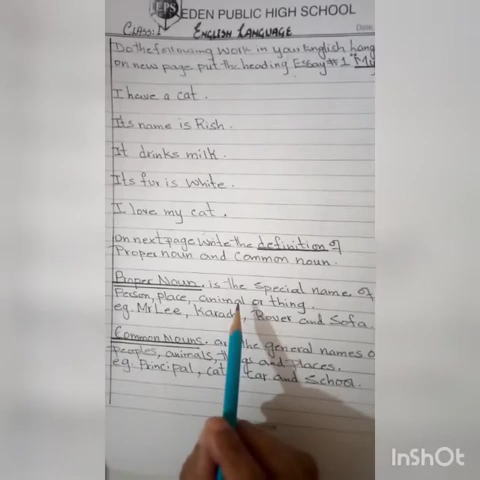 EPS EDEN PUBLIC HIGH SCHOOL
CLASS: I ENGLISH LANGUAGE Date:
Do the following work in your English
on new page put the heading Essay #1 "My
I have a cat.
Its name is Rish.
It drinks milk.
Its fur is white.
I love my cat.
on next page write the definition of
Proper noun and Common noun.
Proper Noun. is the special name of
Person, place, animal or thing.
eg. Mr Lee, Karachi, Rover and Sofa
Common Nouns. the general names o
peoples, animals, and places.
eg. Principal, cat car and School.
InShOt